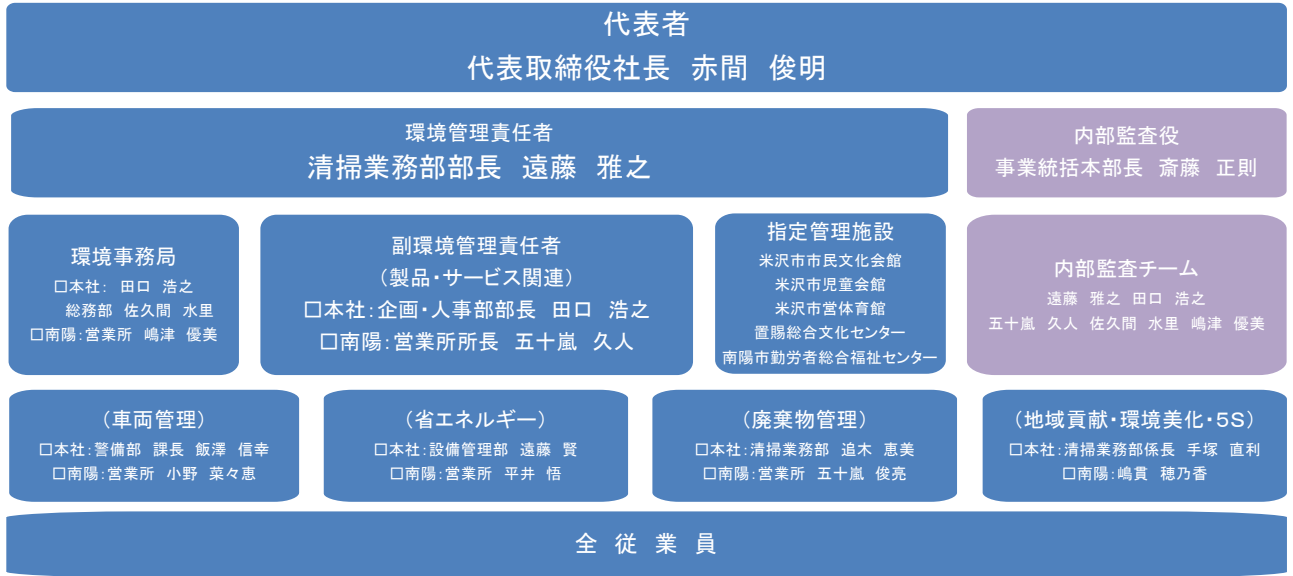 代表者
代表取締役社長 赤間 俊明
環境管理責任者
清掃業務部部長 遠藤 雅之
内部監査役
事業統括本部長 斎藤 正則
環境事務局
□本社: 田口 浩之
総務部 佐久間 水里
□南陽:営業所 嶋津 優美
副環境管理責任者
(製品・サービス関連)
□本社:企画・人事部部長 田口 浩之
□南陽:営業所所長 五十嵐 久人
指定管理施設
米沢市市民文化会館
米沢市児童会館
米沢市営体育館
置賜総合文化センター
南陽市勤労者総合福祉センター
内部監査チーム
遠藤 雅之 田口 浩之
五十嵐 久人 佐久間 水里 嶋津 優美
(車両管理)
□本社:警備部 課長 飯澤 信幸
□南陽:営業所 小野 菜々恵
(省エネルギー)
□本社:設備管理部 遠藤 賢
□南陽:営業所 平井 悟
(廃棄物管理)
□本社:清掃業務部 追木 恵美
□南陽:営業所 五十嵐 俊亮
(地域貢献・環境美化・5S)
□本社:清掃業務部係長 手塚 直利
□南陽:嶋貫 穂乃香
全 従 業 員